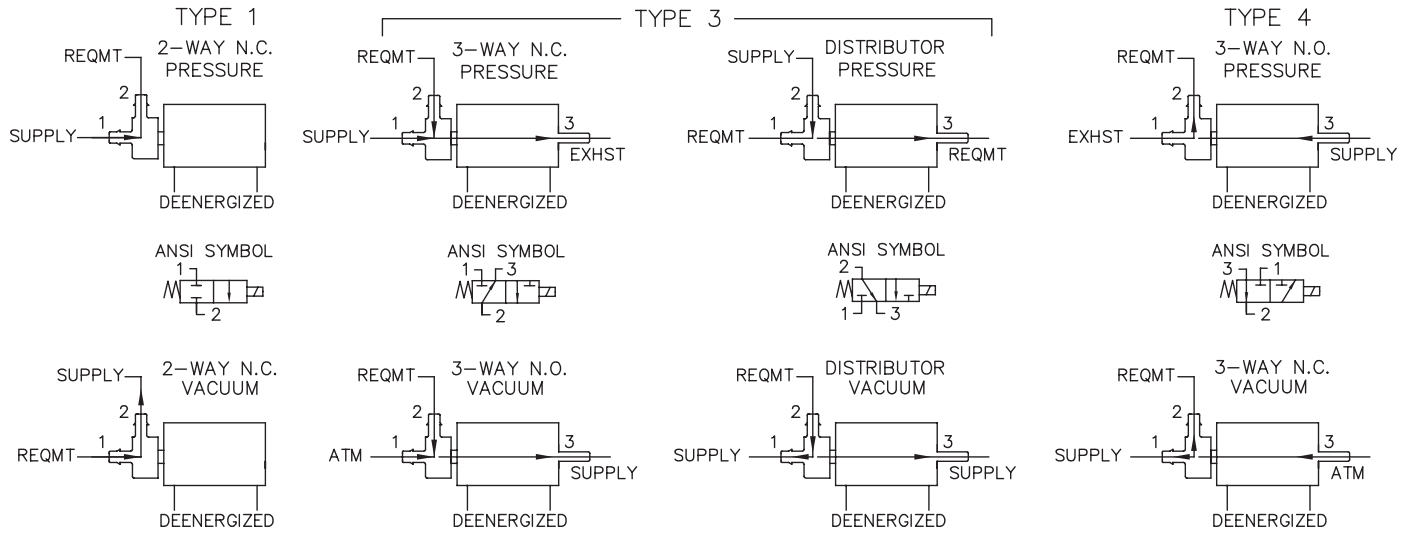 TYPE 1
TYPE 3
TYPE 4
2-WAY N.C.
PRESSURE
REQMT
2
1
SUPPLY
DEENERGIZED
3-WAY N.C.
PRESSURE
REQMT
2
1
SUPPLY
3
EXHST
DEENERGIZED
DISTRIBUTOR
PRESSURE
SUPPLY
2
1
REQMT
3
REQMT
DEENERGIZED
3-WAY N.O.
PRESSURE
REQMT
2
1
EXHST
3
SUPPLY
DEENERGIZED
ANSI SYMBOL
1
2
ANSI SYMBOL
1
3
2
ANSI SYMBOL
2
1
3
ANSI SYMBOL
3
1
2
2-WAY N.C.
VACUUM
SUPPLY
2
1
REQMT
DEENERGIZED
3-WAY N.O.
VACUUM
REQMT
2
1
ATM
3
SUPPLY
DEENERGIZED
DISTRIBUTOR
VACUUM
REQMT
2
1
SUPPLY
3
SUPPLY
DEENERGIZED
3-WAY N.C.
VACUUM
REQMT
2
1
SUPPLY
3
ATM
DEENERGIZED